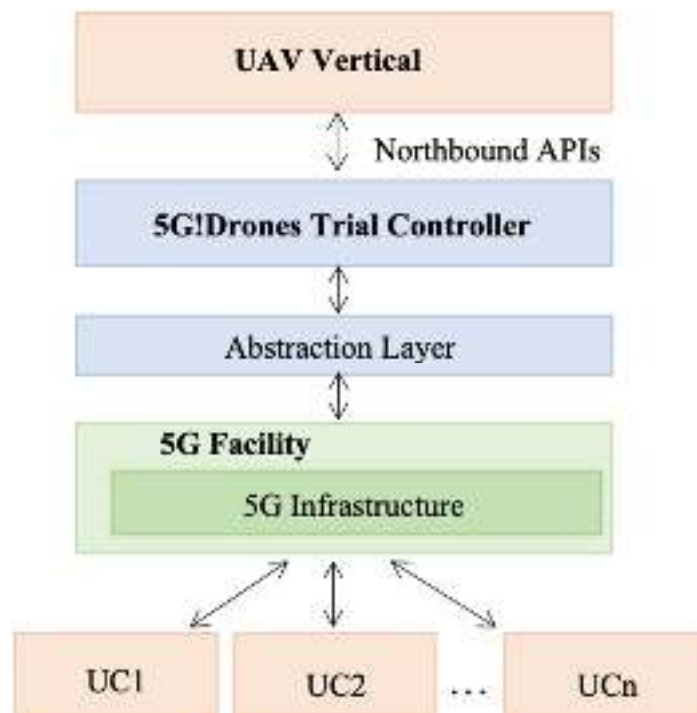 UAV Vertical
Northbound APIs
5G!Drones Trial Controller
Abstraction Layer
5G Facility
5G Infrastructure
UC1 UC2 ... UCn